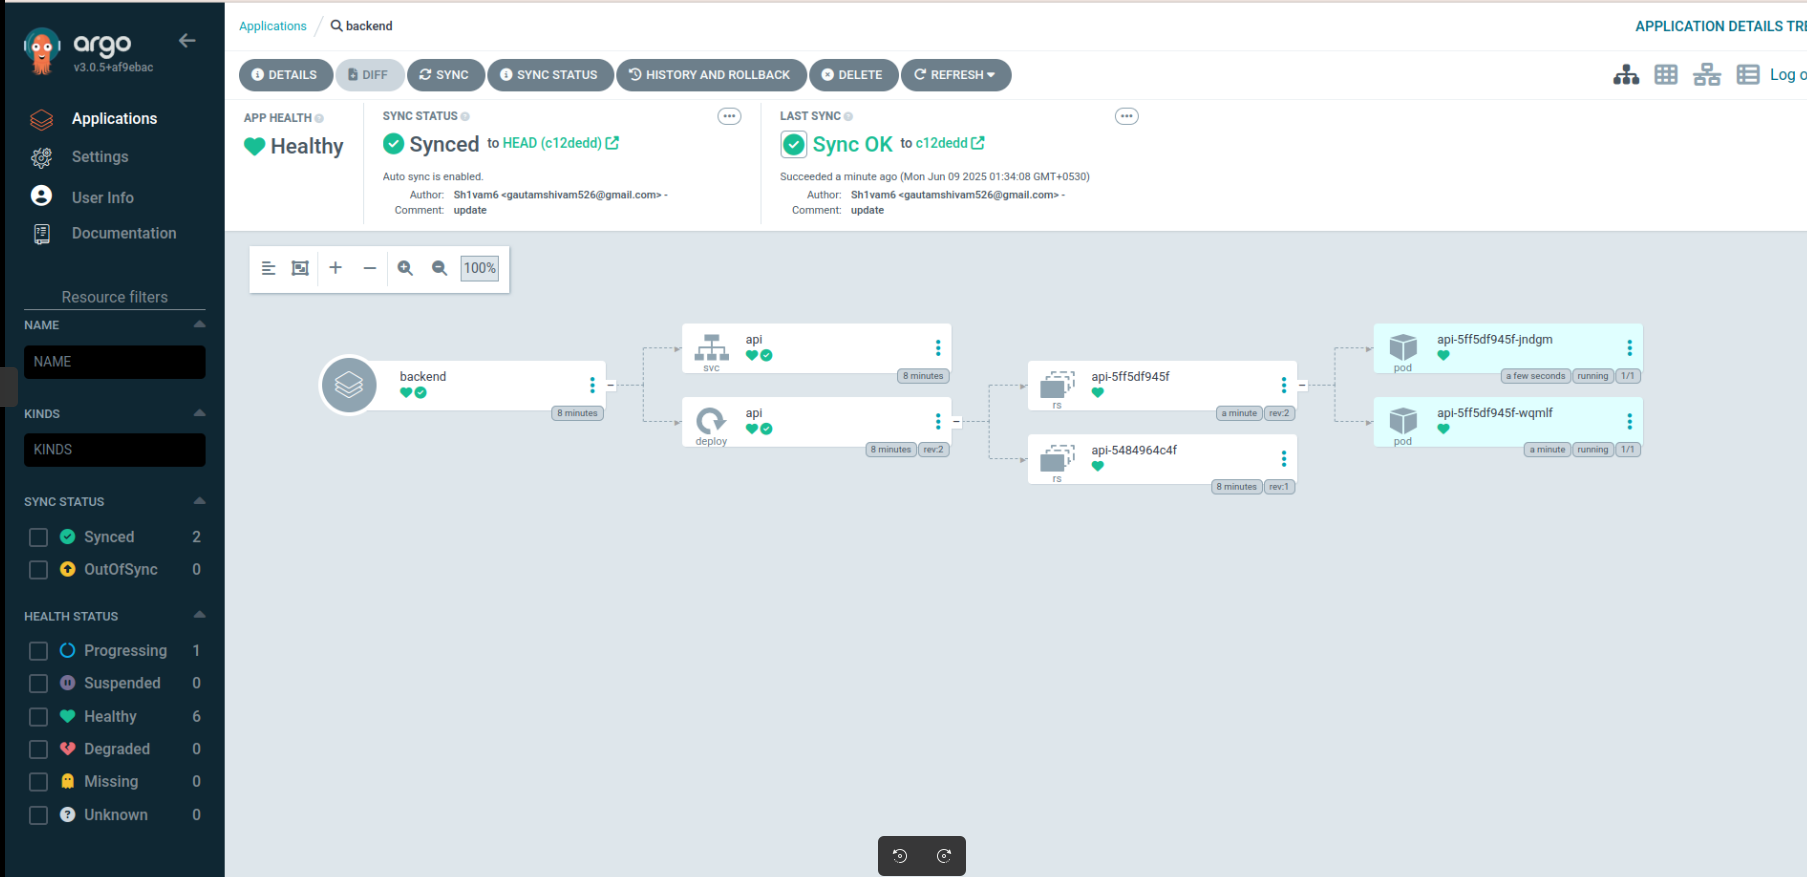 argo
v3.0.5+af9ebac
Applications
Settings
User Info
Documentation
Resource filters
NAME
NAME
KINDS
KINDS
SYNC STATUS
Synced 2
OutOfSync 0
HEALTH STATUS
Progressing 1
Suspended 0
Healthy 6
Degraded 0
Missing 0
Unknown 0
Applications / backend
APPLICATION DETAILS TRE
DETAILS DIFF SYNC SYNC STATUS HISTORY AND ROLLBACK DELETE REFRESH
Log o
APP HEALTH
Healthy
SYNC STATUS
Synced to HEAD (c12dedd)
Auto sync is enabled.
Author: Sh1vam6 <gautamshivam526@gmail.com> -
Comment: update
LAST SYNC
Sync OK to c12dedd
Succeeded a minute ago (Mon Jun 09 2025 01:34:08 GMT+0530)
Author: Sh1vam6 <gautamshivam526@gmail.com> -
Comment: update
100%
backend
8 minutes
api
svc
8 minutes
api
deploy
8 minutes rev:2
api-5ff5df945f
rs
a minute rev:2
api-5484964c4f
rs
8 minutes rev:1
api-5ff5df945f-jndgm
pod
a few seconds running 1/1
api-5ff5df945f-wqmlf
pod
a minute running 1/1